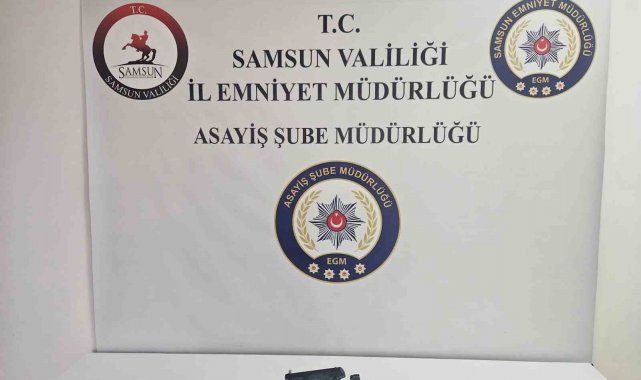 T.C.
SAMSUN VALİLİĞİ
İL EMNİYET MÜDÜRLÜĞÜ
ASAYİŞ ŞUBE MÜDÜRLÜĞÜ
T.C.
SAMSUN
SAMSUN VALİLİĞİ
SAMSUN EMNİYET MÜDÜRLÜĞÜ
EGM
ASAYİŞ ŞUBE MÜDÜRLÜĞÜ
EGM